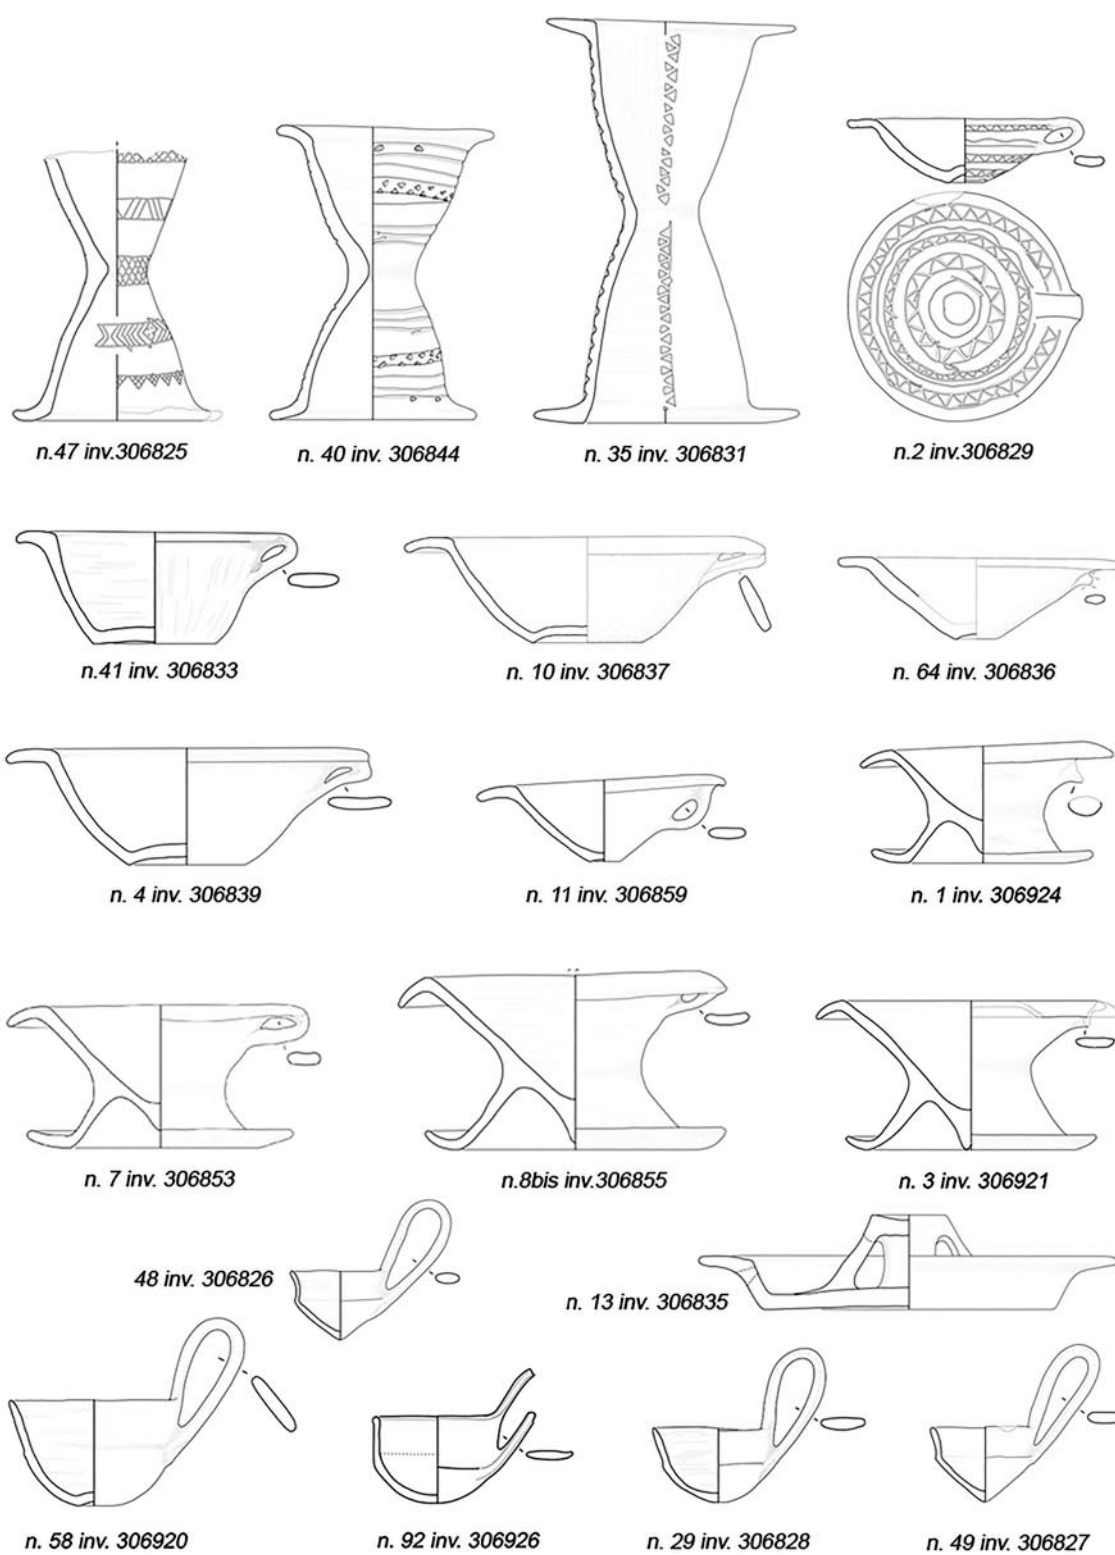 n.47 inv.306825
n. 40 inv. 306844
n. 35 inv. 306831
n.2 inv.306829
n.41 inv. 306833
n. 10 inv. 306837
n. 64 inv. 306836
n. 4 inv. 306839
n. 11 inv. 306859
n. 1 inv. 306924
n. 7 inv. 306853
n.8bis inv.306855
n. 3 inv. 306921
48 inv. 306826
n. 13 inv. 306835
n. 58 inv. 306920
n. 92 inv. 306926
n. 29 inv. 306828
n. 49 inv. 306827